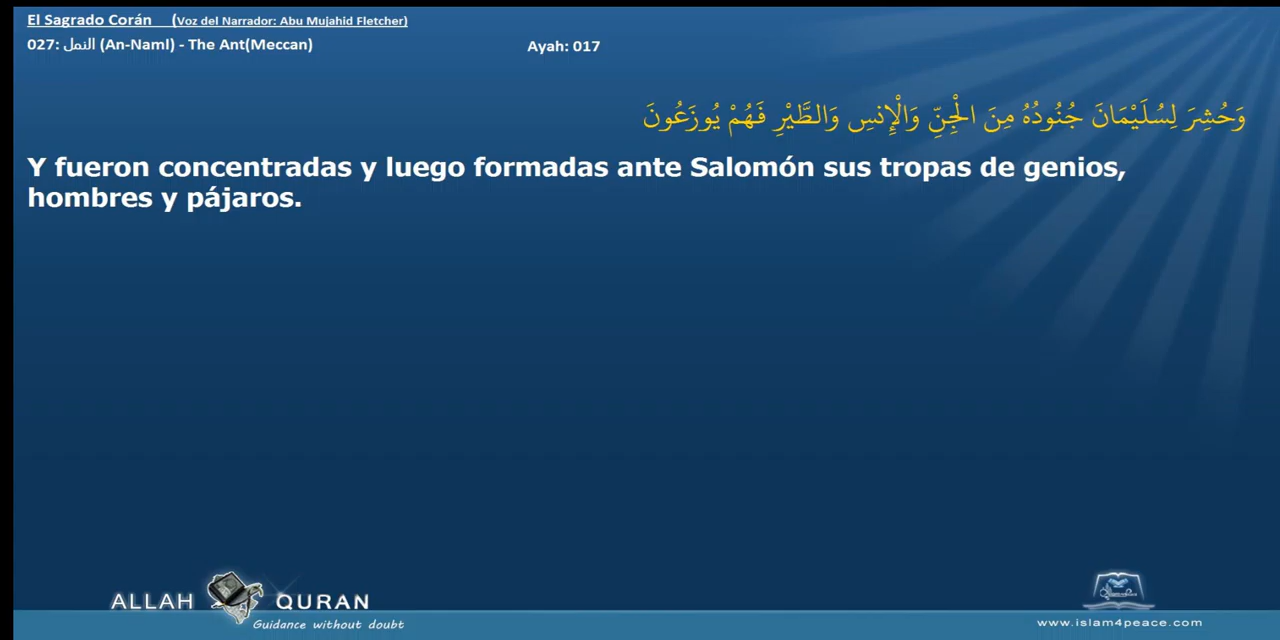 El Sagrado Corán (Voz del Narrador: Abu Mujahid Fletcher)
027: النمل (An-Naml) - The Ant(Meccan) Ayah: 017
وَحُشِرَ لِسُلَيْمَانَ جُنُودُهُ مِنَ الْجِنِّ وَالْإِنسِ وَالطَّيْرِ فَهُمْ يُوزَعُونَ
Y fueron concentradas y luego formadas ante Salomón sus tropas de genios,
hombres y pájaros.
ALLAH QURAN
Guidance without doubt
www.islam4peace.com